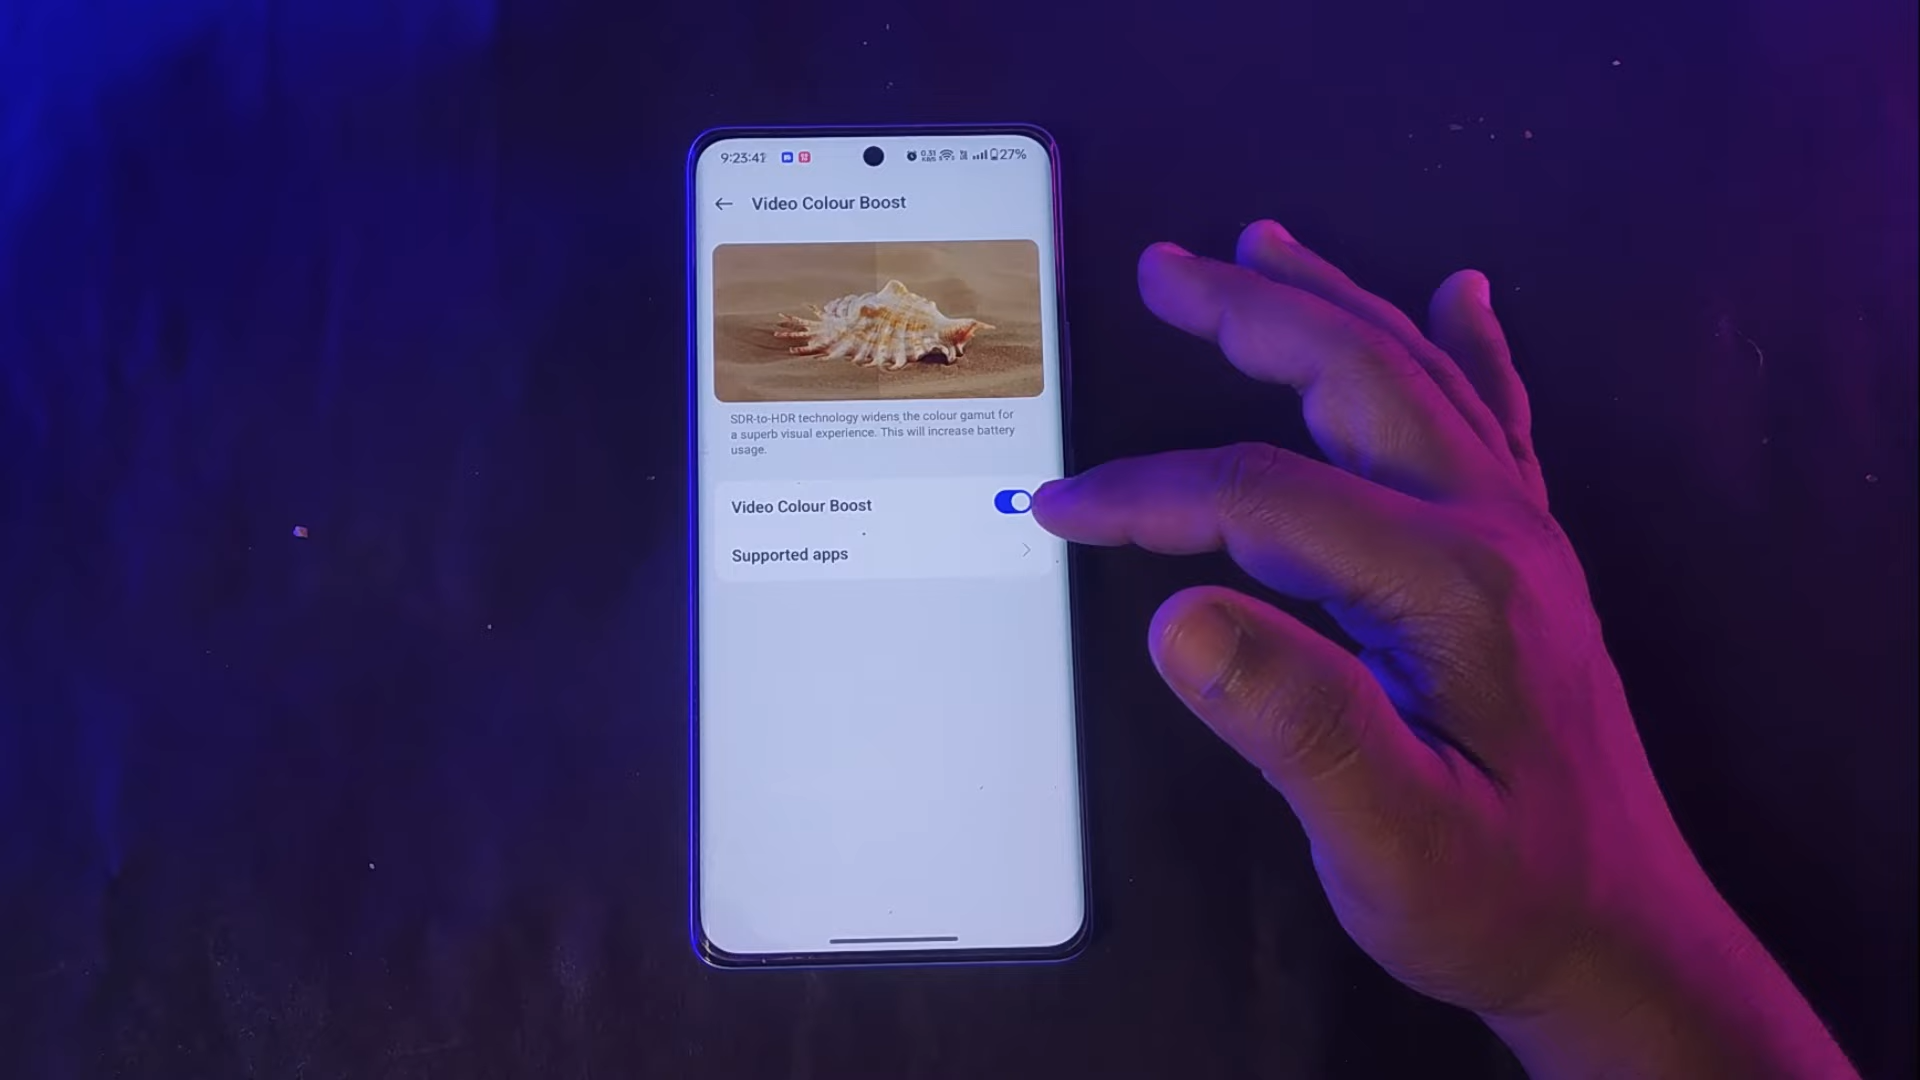 9:23:41
27%
Video Colour Boost
SDR-to-HDR technology widens the colour gamut for
a superb visual experience. This will increase battery
usage.
Video Colour Boost
Supported apps